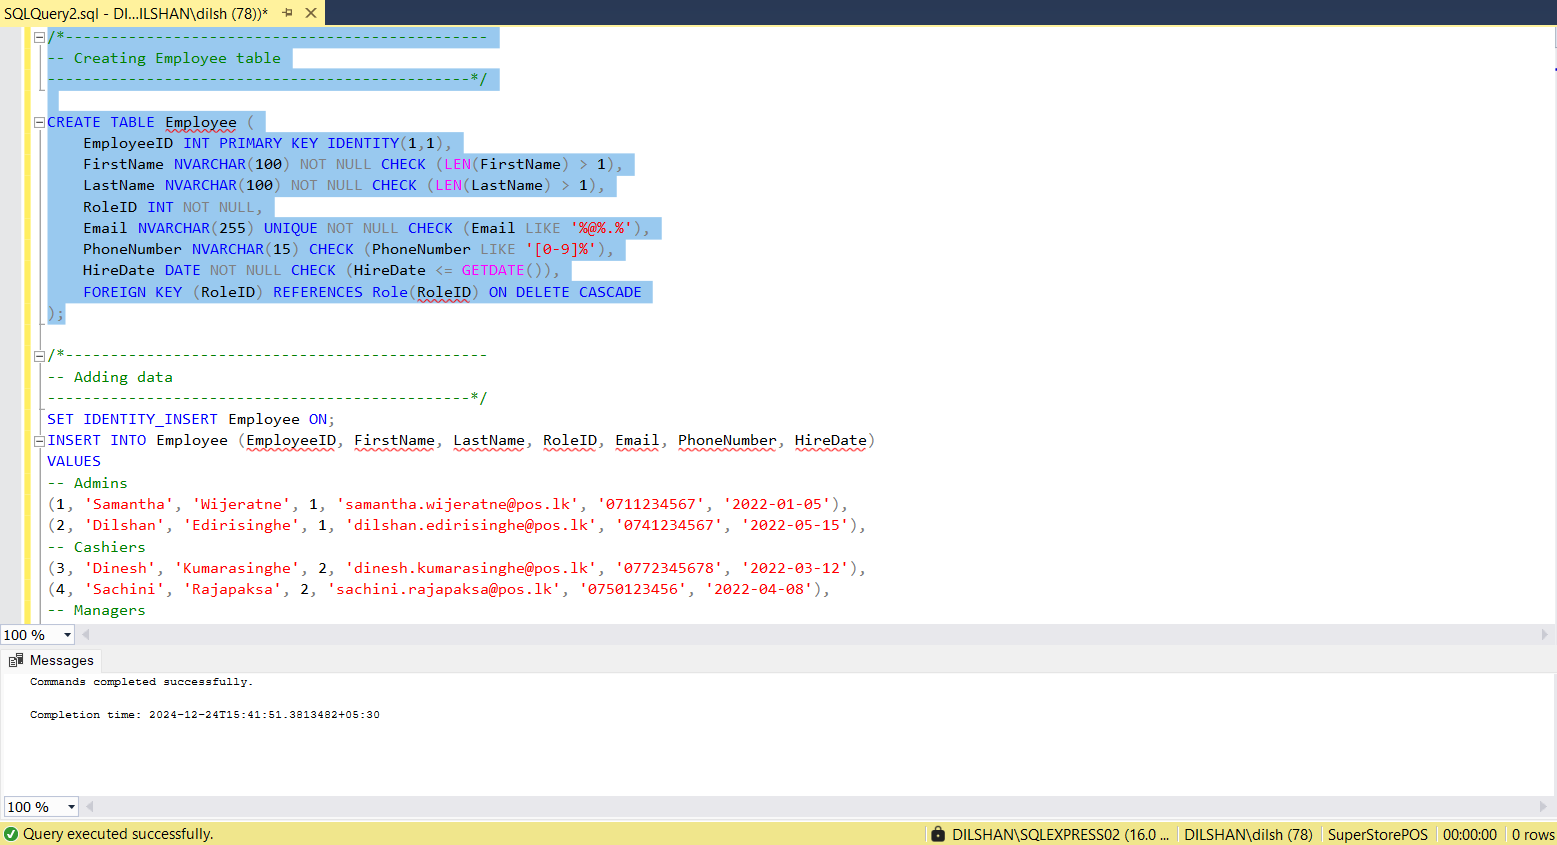 SQLQuery2.sql - DI...ILSHAN\dilsh (78))*
/*-----------------------------------------------
-- Creating Employee table
-----------------------------------------------*/
CREATE TABLE Employee (
EmployeeID INT PRIMARY KEY IDENTITY(1,1),
FirstName NVARCHAR(100) NOT NULL CHECK (LEN(FirstName) > 1),
LastName NVARCHAR(100) NOT NULL CHECK (LEN(LastName) > 1),
RoleID INT NOT NULL,
Email NVARCHAR(255) UNIQUE NOT NULL CHECK (Email LIKE '%@%.%'),
PhoneNumber NVARCHAR(15) CHECK (PhoneNumber LIKE '[0-9]%'),
HireDate DATE NOT NULL CHECK (HireDate <= GETDATE()),
FOREIGN KEY (RoleID) REFERENCES Role(RoleID) ON DELETE CASCADE
);
/*-----------------------------------------------
-- Adding data
-----------------------------------------------*/
SET IDENTITY_INSERT Employee ON;
INSERT INTO Employee (EmployeeID, FirstName, LastName, RoleID, Email, PhoneNumber, HireDate)
VALUES
-- Admins
(1, 'Samantha', 'Wijeratne', 1, 'samantha.wijeratne@pos.lk', '0711234567', '2022-01-05'),
(2, 'Dilshan', 'Edirisinghe', 1, 'dilshan.edirisinghe@pos.lk', '0741234567', '2022-05-15'),
-- Cashiers
(3, 'Dinesh', 'Kumarasinghe', 2, 'dinesh.kumarasinghe@pos.lk', '0772345678', '2022-03-12'),
(4, 'Sachini', 'Rajapaksa', 2, 'sachini.rajapaksa@pos.lk', '0750123456', '2022-04-08'),
-- Managers
100 %
Messages
Commands completed successfully.
Completion time: 2024-12-24T15:41:51.3813482+05:30
100 %
Query executed successfully. DILSHAN\SQLEXPRESS02 (16.0 ... DILSHAN\dilsh (78) SuperStorePOS 00:00:00 0 rows